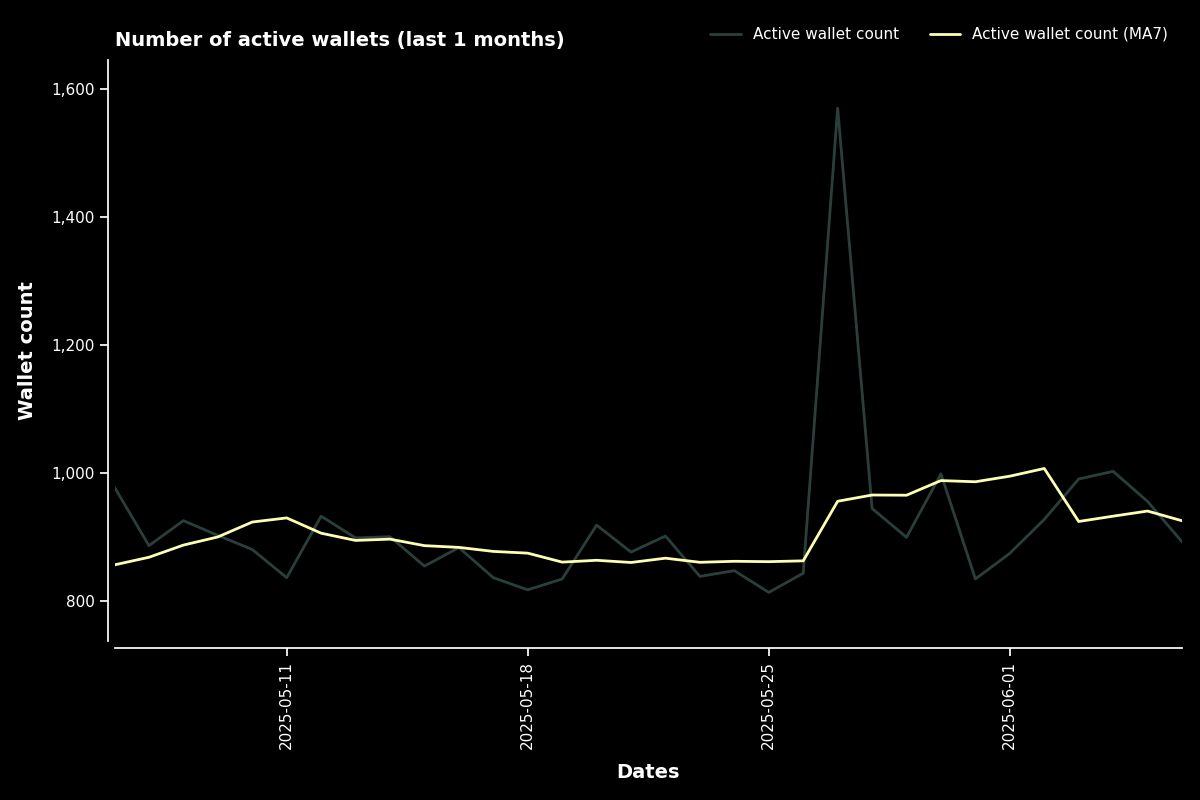 Number of active wallets (last 1 months)
Active wallet count
Active wallet count (MA7)
1,600
1,400
1,200
1,000
800
Wallet count
2025-05-11
2025-05-18
2025-05-25
2025-06-01
Dates